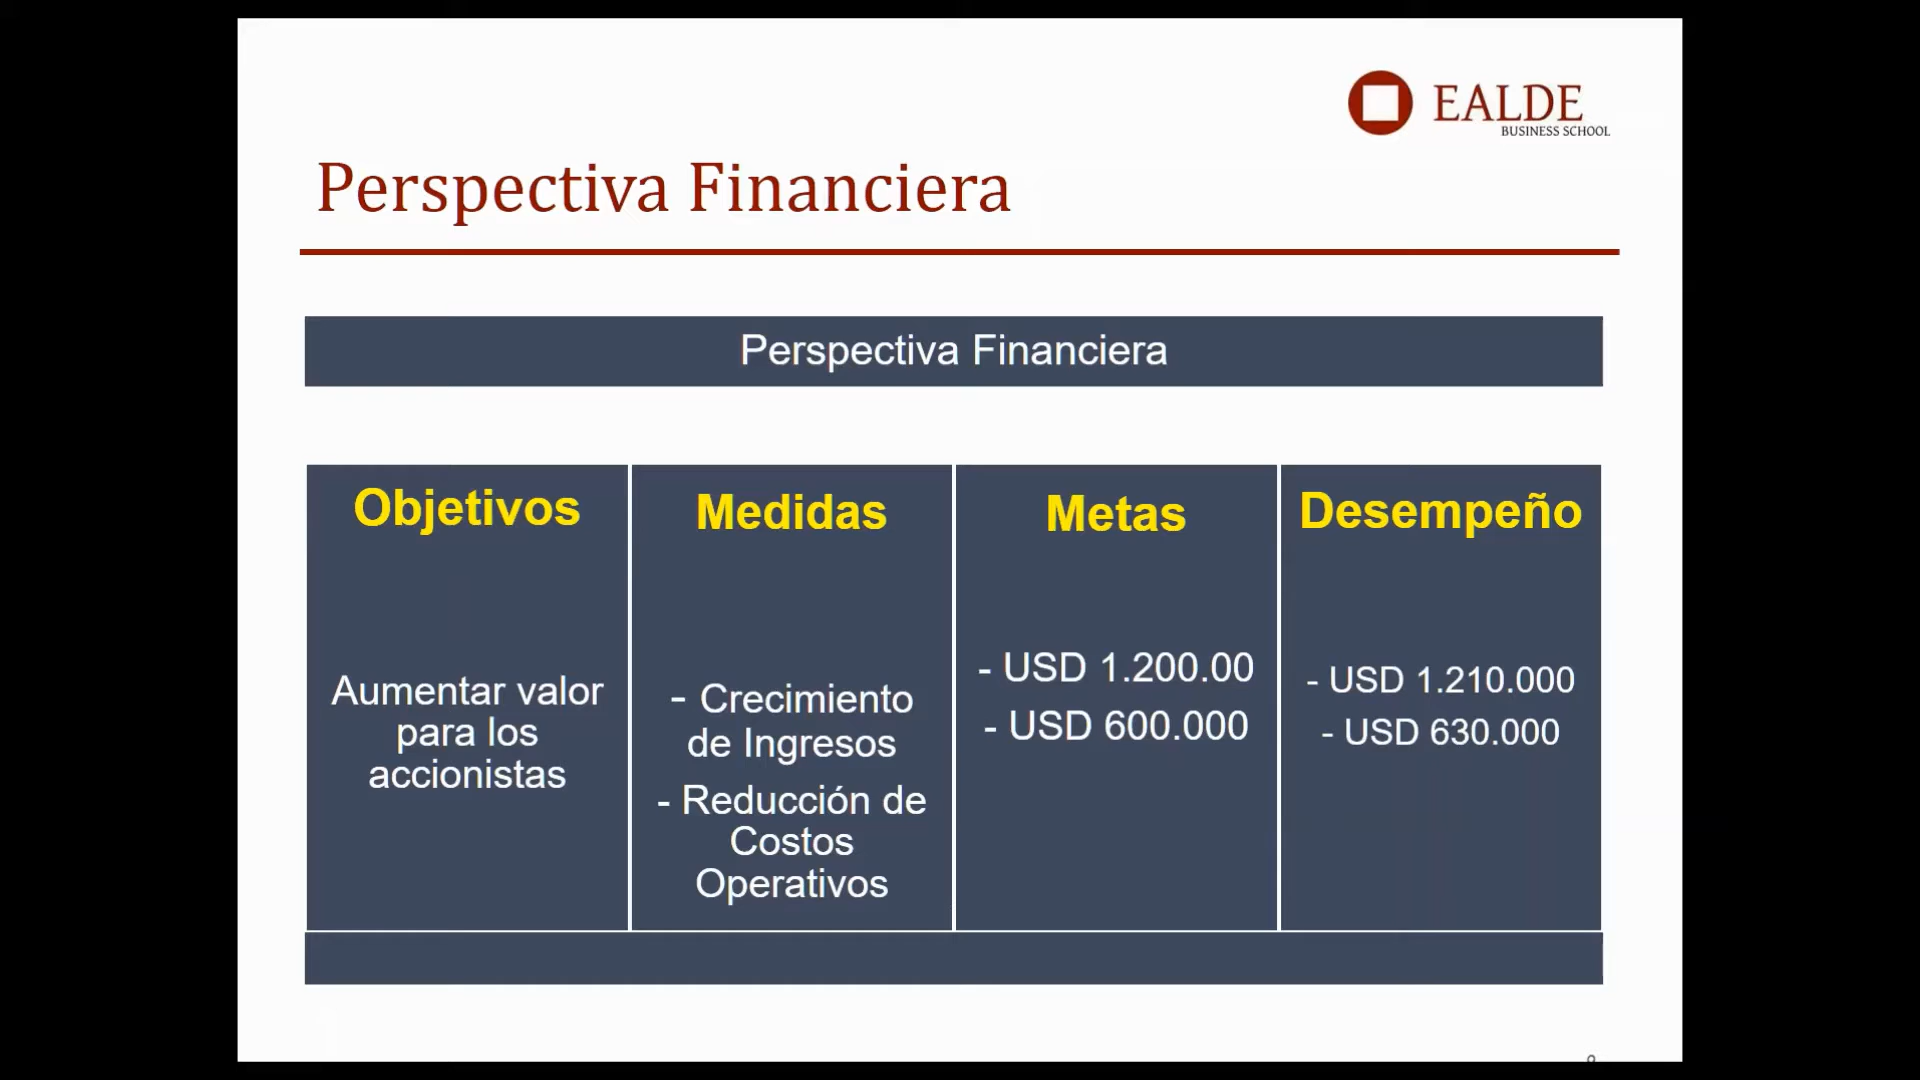 EALDE
BUSINESS SCHOOL
Perspectiva Financiera
Perspectiva Financiera
Objetivos
Aumentar valor
para los
accionistas
Medidas
- Crecimiento
de Ingresos
- Reducción de
Costos
Operativos
Metas
- USD 1.200.00
- USD 600.000
Desempeño
- USD 1.210.000
- USD 630.000